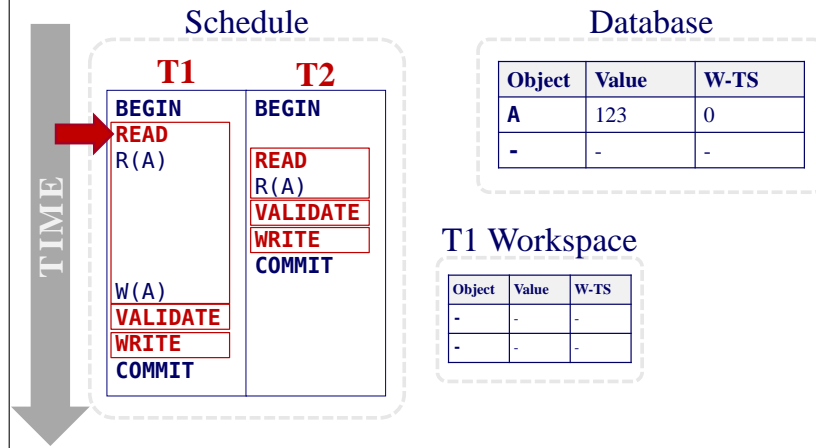 Schedule
Database
T1 T2
Object Value W-TS
BEGIN BEGIN
A 123 0
READ
- - -
R(A) READ
R(A)
TIME
VALIDATE
WRITE
T1 Workspace
COMMIT
Object Value W-TS
W(A)
- - -
VALIDATE
- - -
WRITE
COMMIT